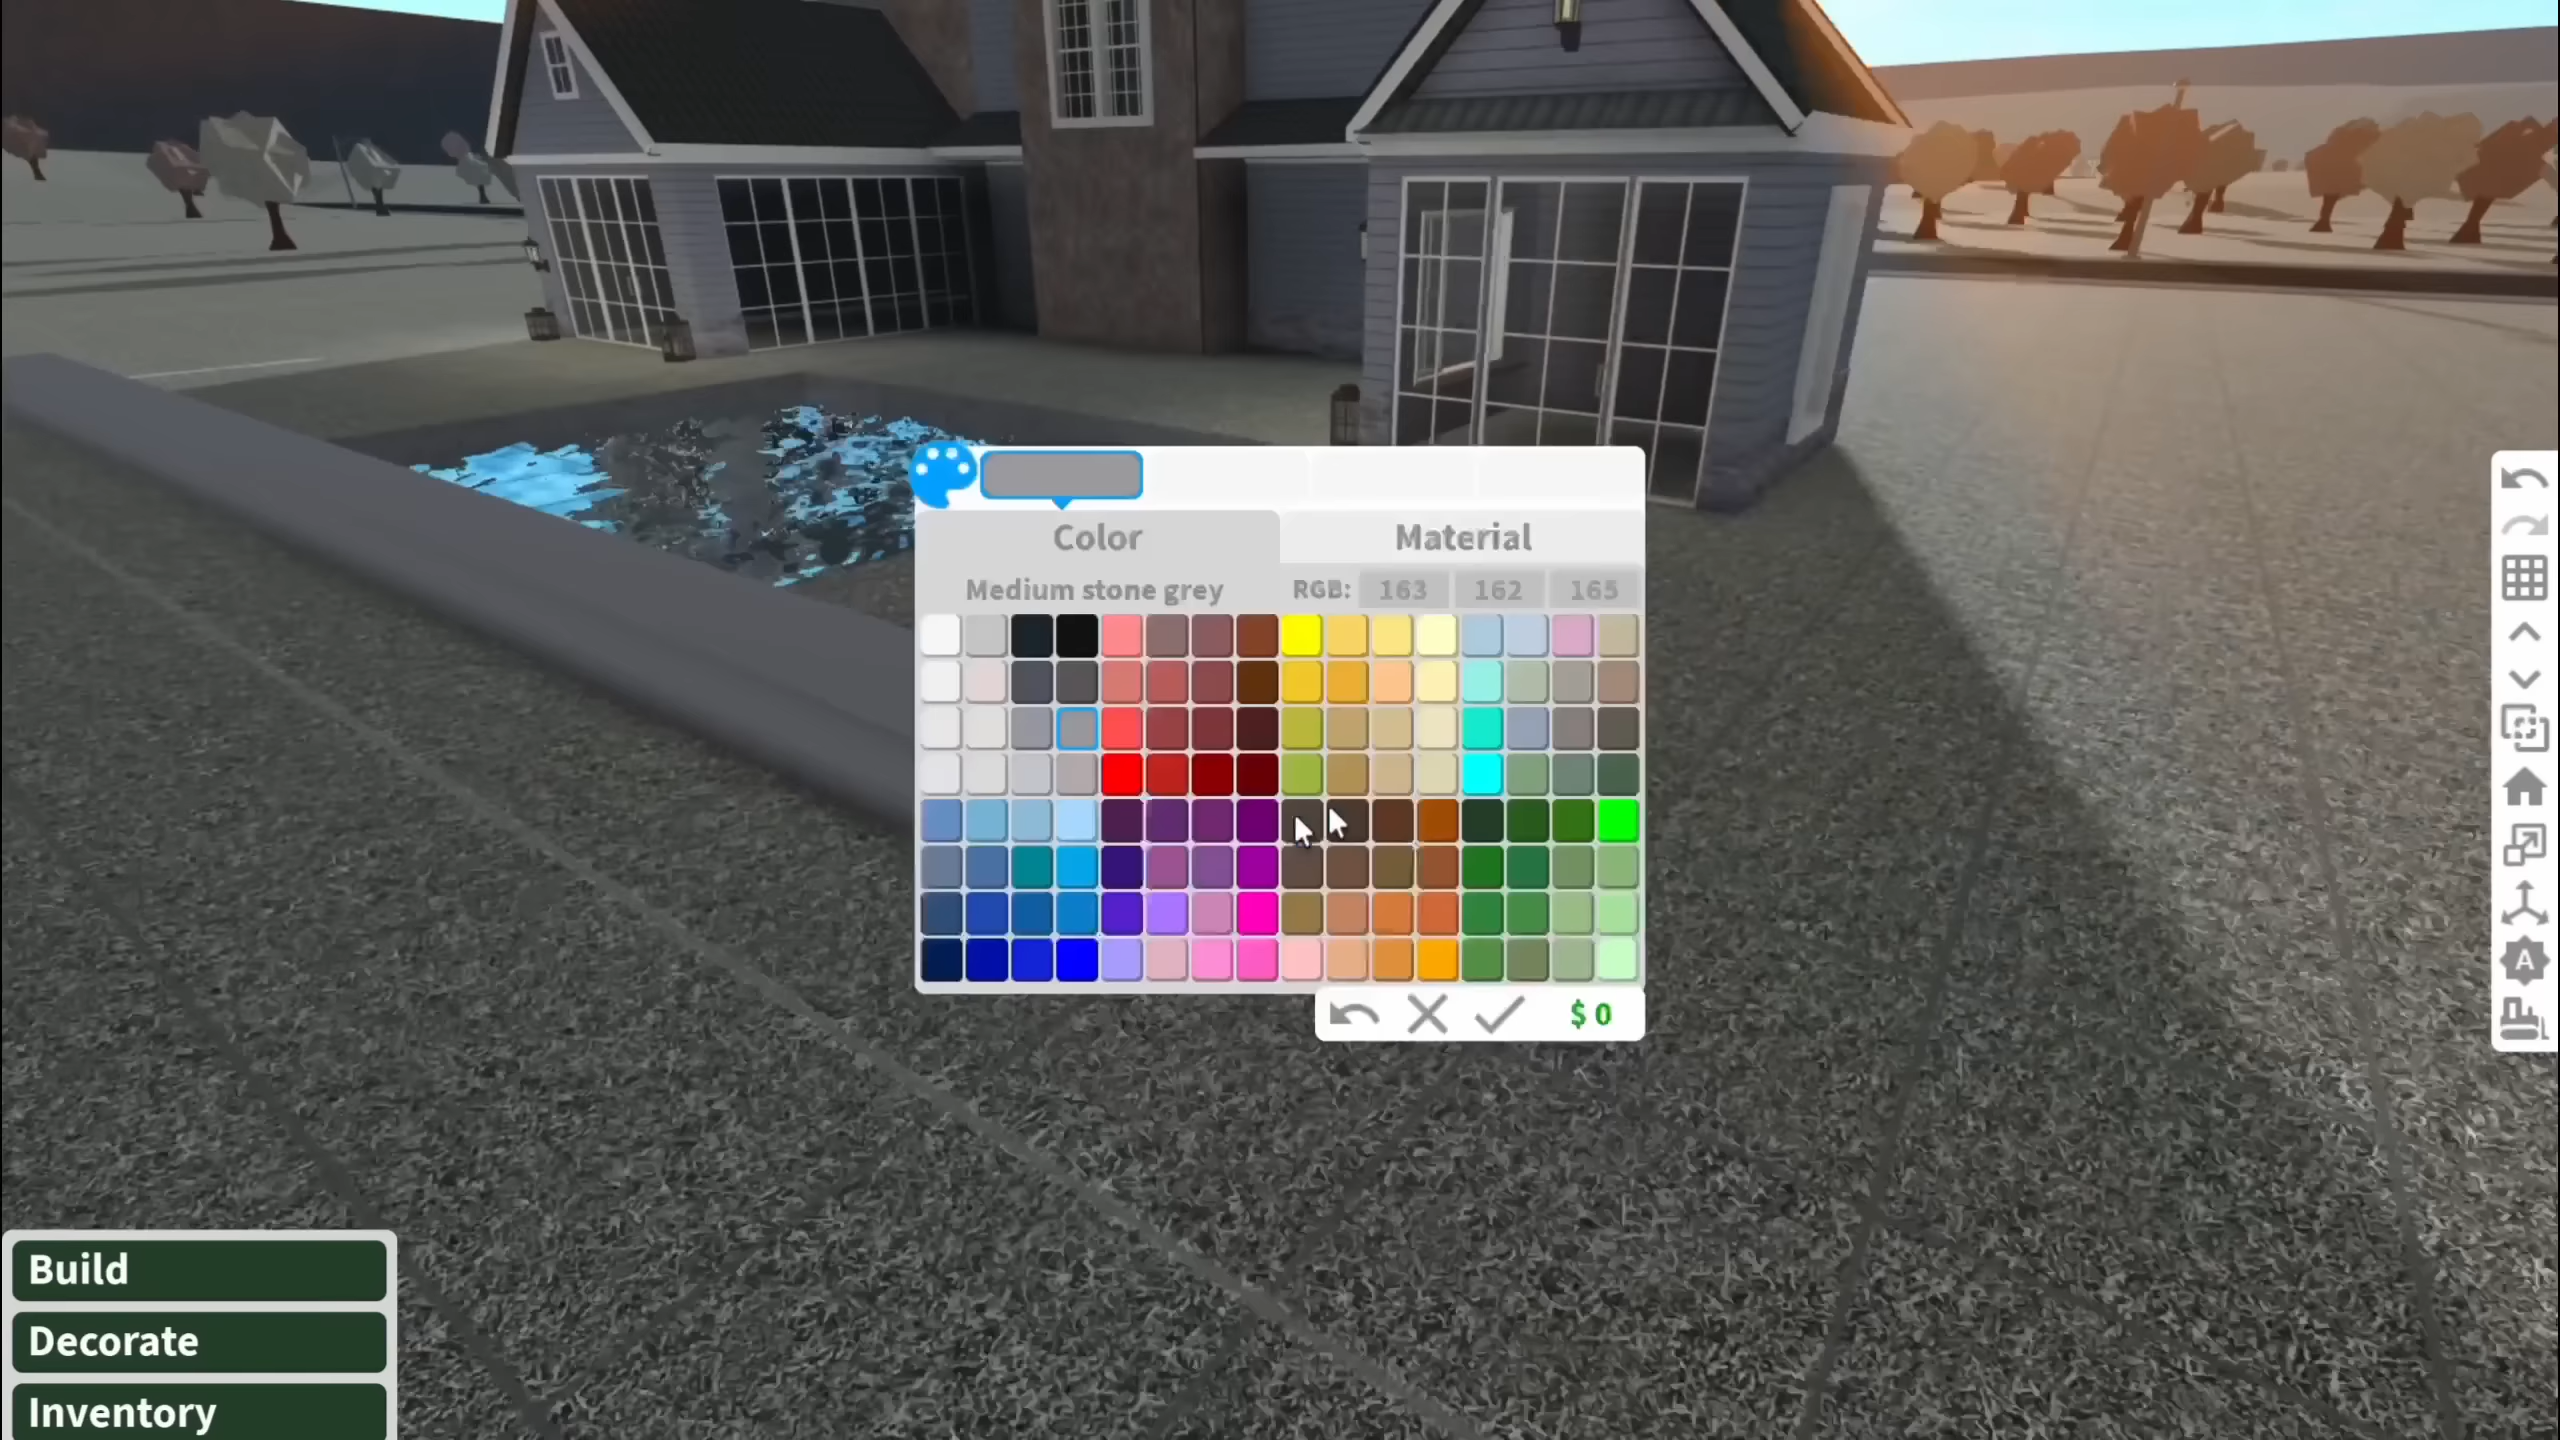 Color
Material
Medium stone grey
RGB: 163 162 165
$ 0
A
Build
Decorate
Inventory